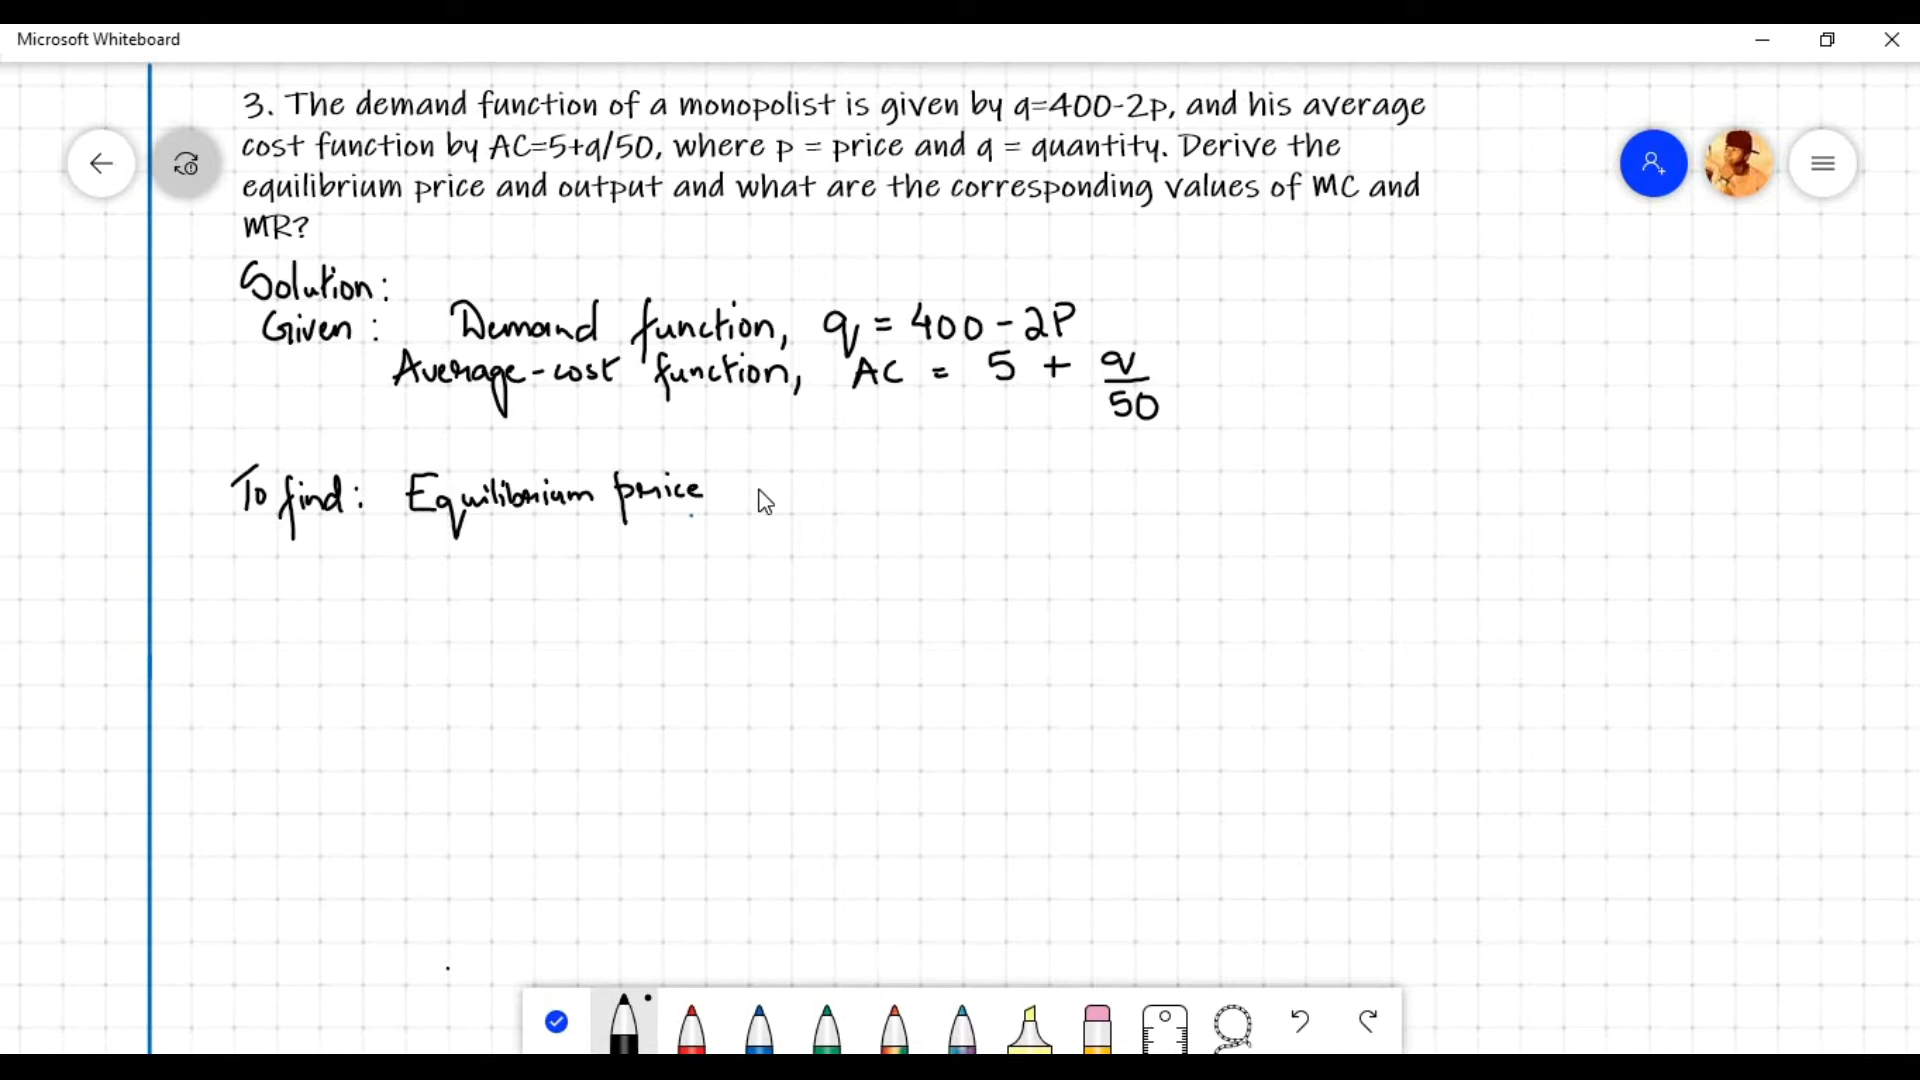 Microsoft Whiteboard
3. The demand function of a monopolist is given by q=400-2p, and his average
cost function by AC=5+q/50, where p = price and q = quantity. Derive the
equilibrium price and output and what are the corresponding values of MC and
MR?
Solution:
Given : Demand function, q = 400 - 2P
Average-cost function, AC = 5 + q/50
To find: Equilibrium price